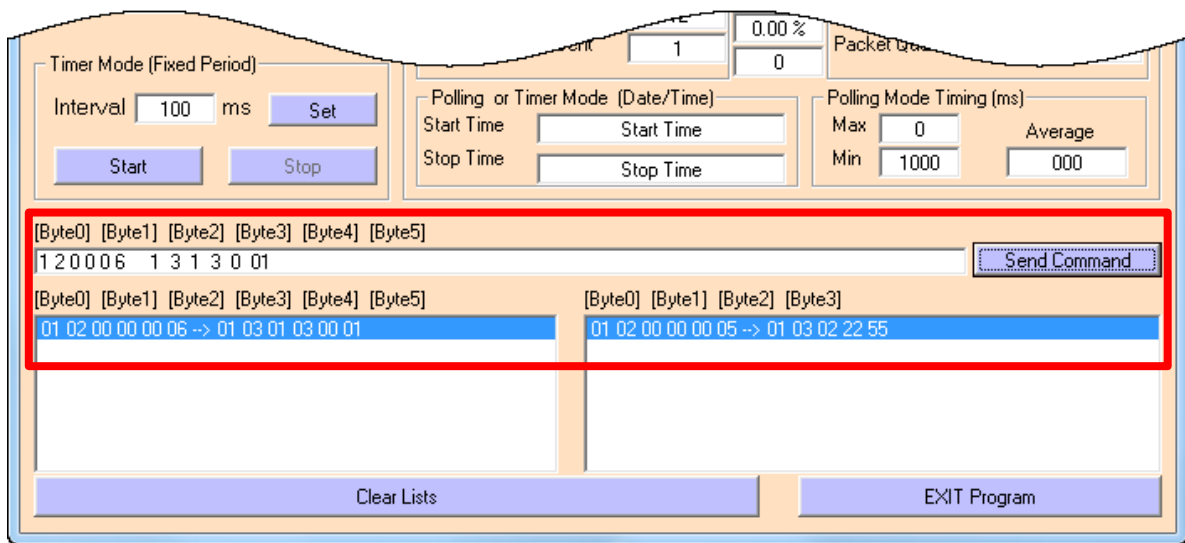 0.00 %
1
Packet
0
Timer Mode (Fixed Period)
Interval 100 ms Set
Start Stop
Polling or Timer Mode (Date/Time)
Start Time Start Time
Stop Time Stop Time
Polling Mode Timing (ms)
Max 0 Average
Min 1000 000
[Byte0] [Byte1] [Byte2] [Byte3] [Byte4] [Byte5]
1 2 0 0 0 6 1 3 1 3 0 01 Send Command
[Byte0] [Byte1] [Byte2] [Byte3] [Byte4] [Byte5]
01 02 00 00 00 06 --> 01 03 01 03 00 01
[Byte0] [Byte1] [Byte2] [Byte3]
01 02 00 00 00 05 --> 01 03 02 22 55
Clear Lists EXIT Program